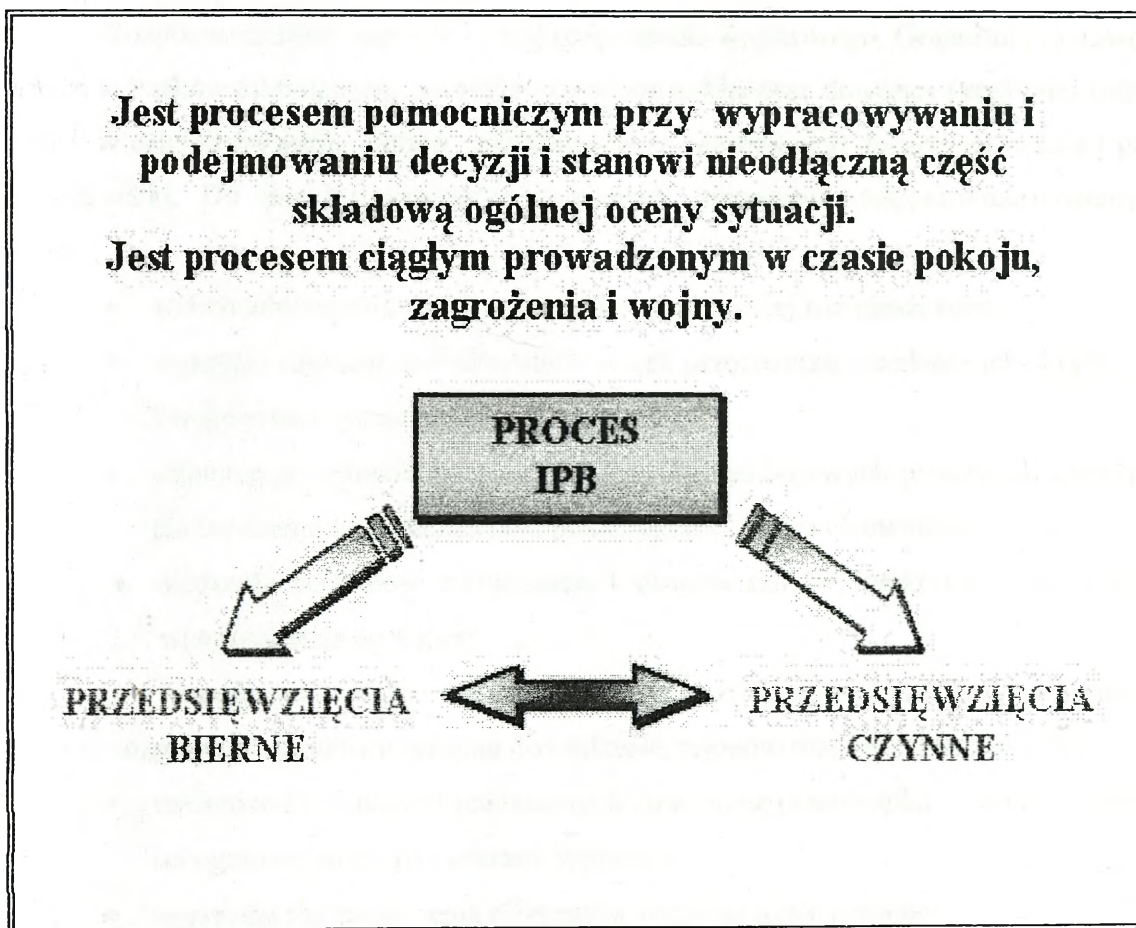 Jest procesem pomocniczym przy wypracowywaniu i
podejmowaniu decyzji i stanowi nieodłączną część
składową ogólnej oceny sytuacji.
Jest procesem ciągłym prowadzonym w czasie pokoju,
zagrożenia i wojny.
PROCES
IPB
PRZEDSIĘWZIĘCIA
BIERNE
PRZEDSIĘWZIĘCIA
CZYNNE